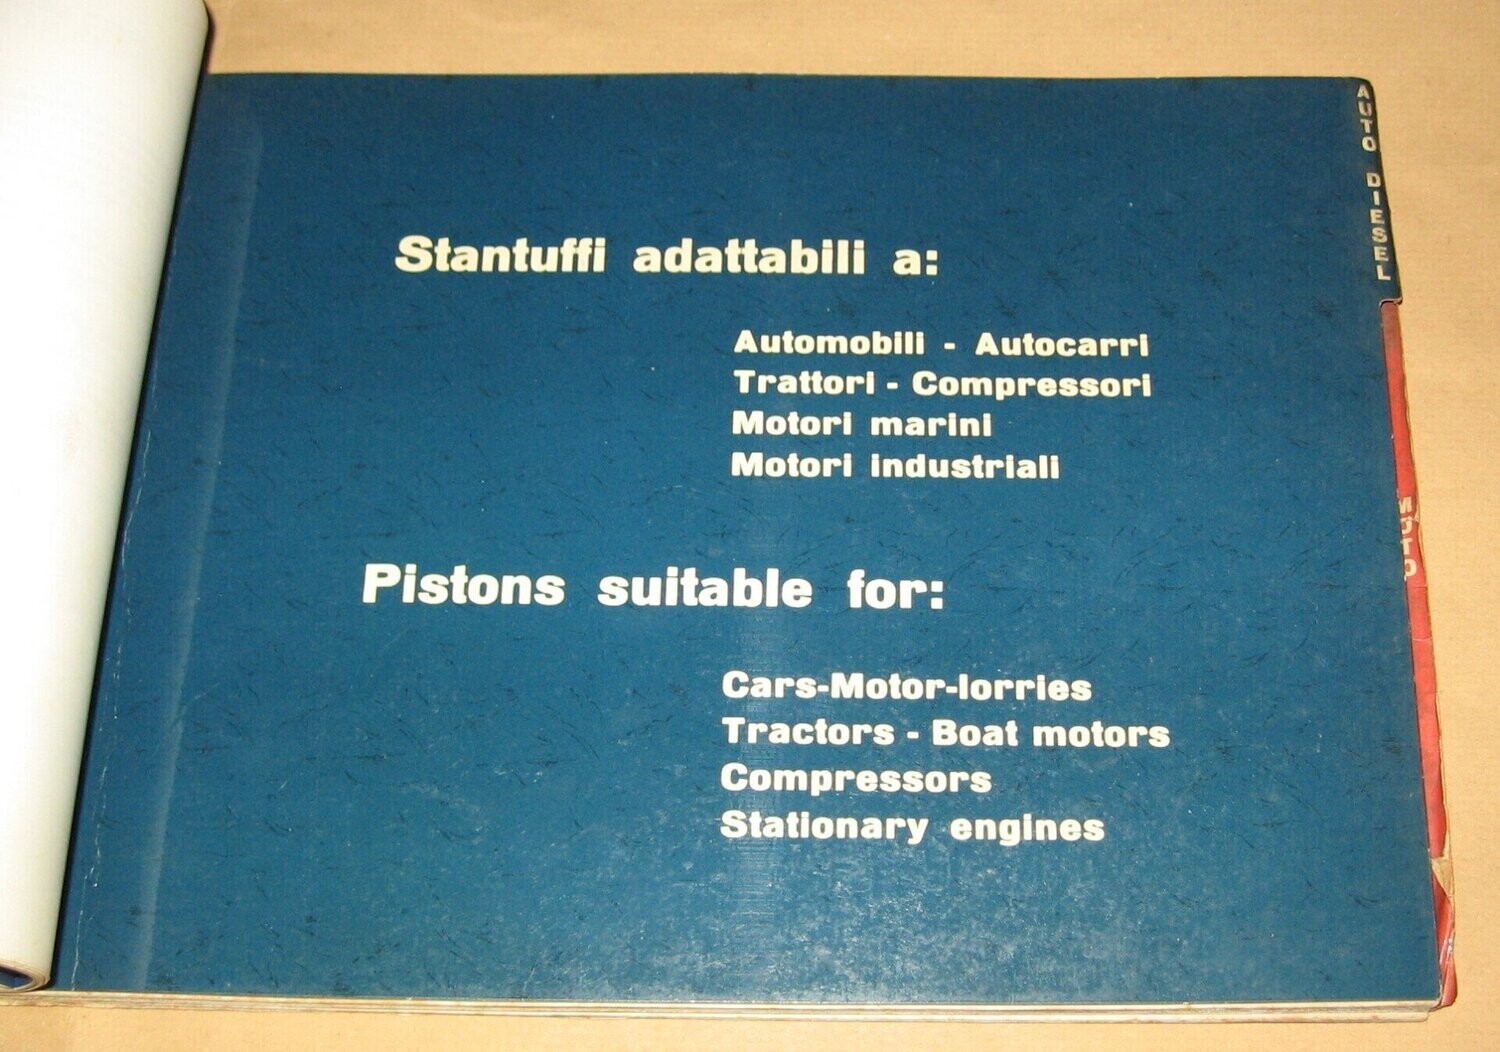 Stantuffi adattabili a:
Automobili - Autocarri
Trattori - Compressori
Motori marini
Motori industriali
Pistons suitable for:
Cars-Motor-lorries
Tractors - Boat motors
Compressors
Stationary engines
AUTO DIESEL
MOTO